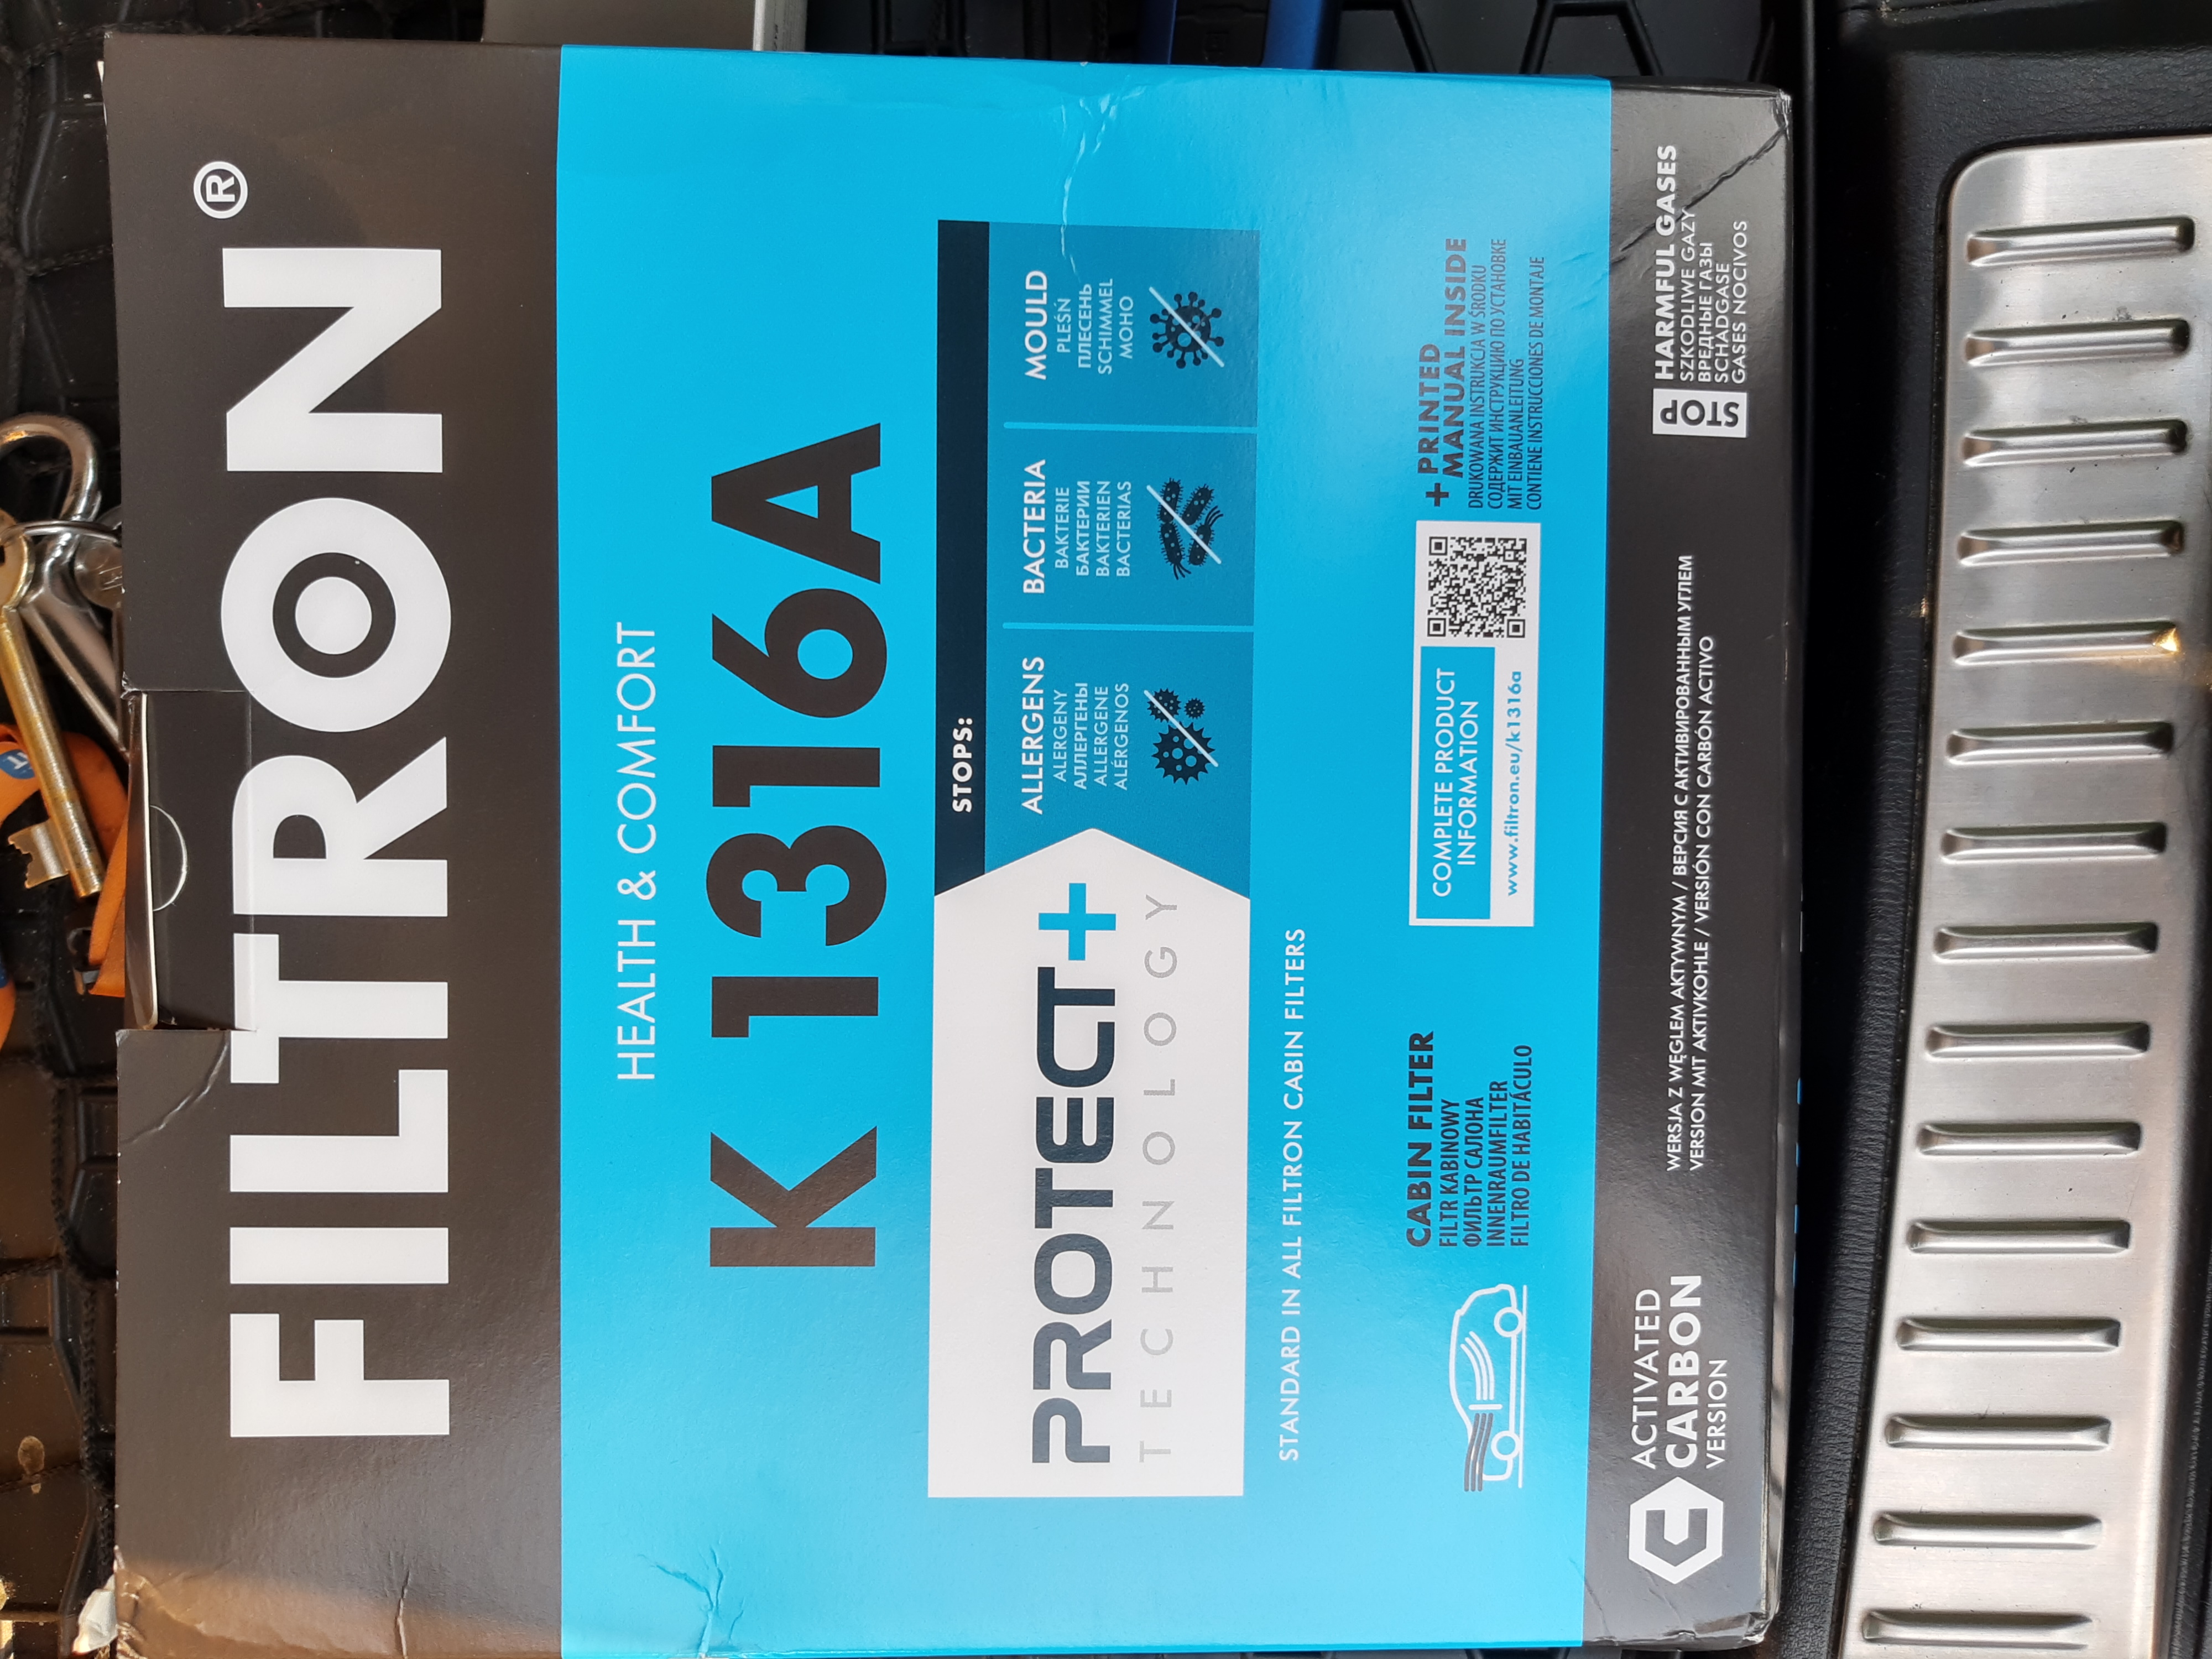 FILTRON®
HEALTH & COMFORT
K 1316A
PROTECT+
TECHNOLOGY
STOPS:
ALLERGENS
ALERGENY
АЛЛЕРГЕНЫ
ALLERGENE
ALÉRGENOS
BACTERIA
BAKTERIE
БАКТЕРИИ
BAKTERIEN
BACTERIAS
MOULD
PLEŚŃ
ПЛЕСЕНЬ
SCHIMMEL
MOHO
STANDARD IN ALL FILTRON CABIN FILTERS
CABIN FILTER
FILTR KABINOWY
ФИЛЬТР САЛОНА
INNENRAUMFILTER
FILTRO DE HABITÁCULO
COMPLETE PRODUCT
INFORMATION
www.filtron.eu/k1316a
+ PRINTED
MANUAL INSIDE
DRUKOWANA INSTRUKCJA W ŚRODKU
СОДЕРЖИТ ИНСТРУКЦИЮ ПО УСТАНОВКЕ
MIT EINBAUANLEITUNG
CONTIENE INSTRUCCIONES DE MONTAJE
ACTIVATED
CARBON
VERSION
WERSJA Z WĘGLEM AKTYWNYM / ВЕРСИЯ С АКТИВИРОВАННЫМ УГЛЕМ
VERSION MIT AKTIVKOHLE / VERSIÓN CON CARBÓN ACTIVO
STOP
HARMFUL GASES
SZKODLIWE GAZY
ВРЕДНЫЕ ГАЗЫ
SCHADGASE
GASES NOCIVOS